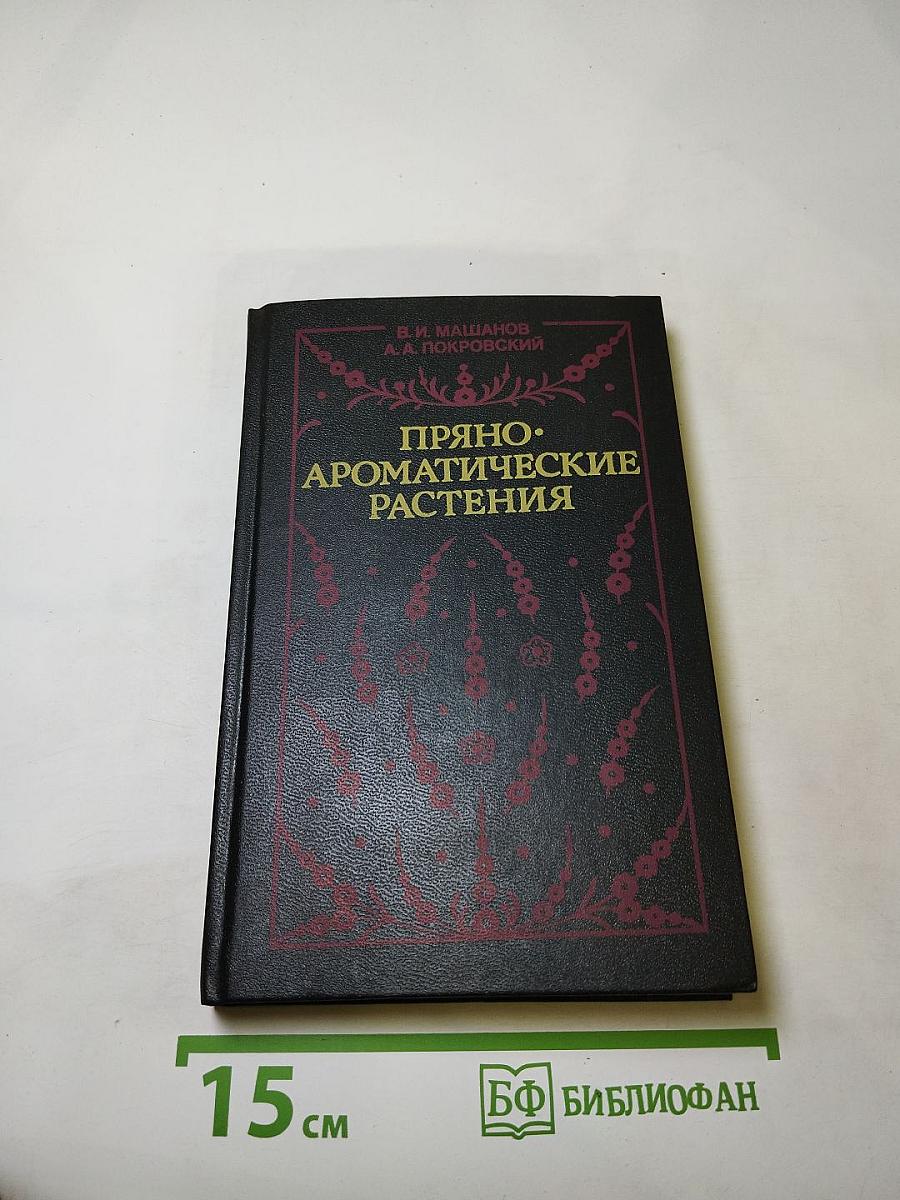 В. И. МАШАНОВ
А. А. ПОКРОВСКИЙ
ПРЯНО·
АРОМАТИЧЕСКИЕ
РАСТЕНИЯ
15 см
БФ БИБЛИОФАН